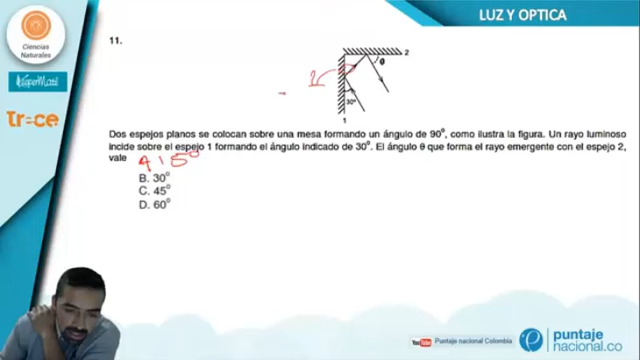 LUZ Y OPTICA
Ciencias
Naturales
11.
2
θ
30°
1
Dos espejos planos se colocan sobre una mesa formando un ángulo de 90°, como ilustra la figura. Un rayo luminoso
incide sobre el espejo 1 formando el ángulo indicado de 30°. El ángulo θ que forma el rayo emergente con el espejo 2,
vale
A 15°
B. 30°
C. 45°
D. 60°
YouTube Puntaje nacional Colombia
puntaje
nacional.co